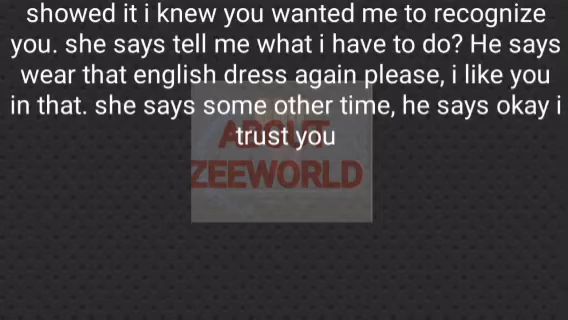 showed it i knew you wanted me to recognize
you. she says tell me what i have to do? He says
wear that english dress again please, i like you
in that. she says some other time, he says okay i
trust you
ABOUT
ZEEWORLD